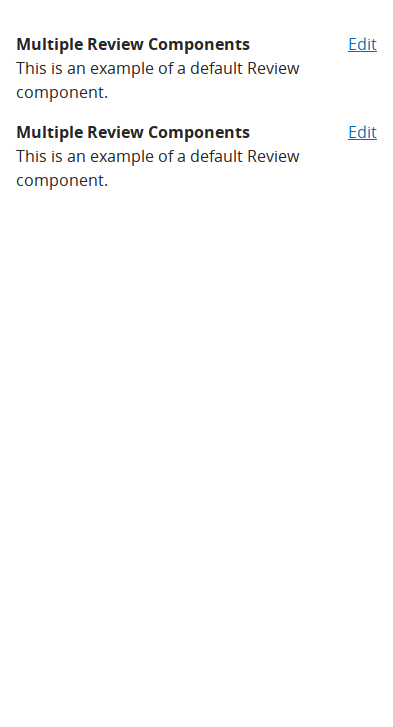 Multiple Review Components Edit
This is an example of a default Review
component.
Multiple Review Components Edit
This is an example of a default Review
component.